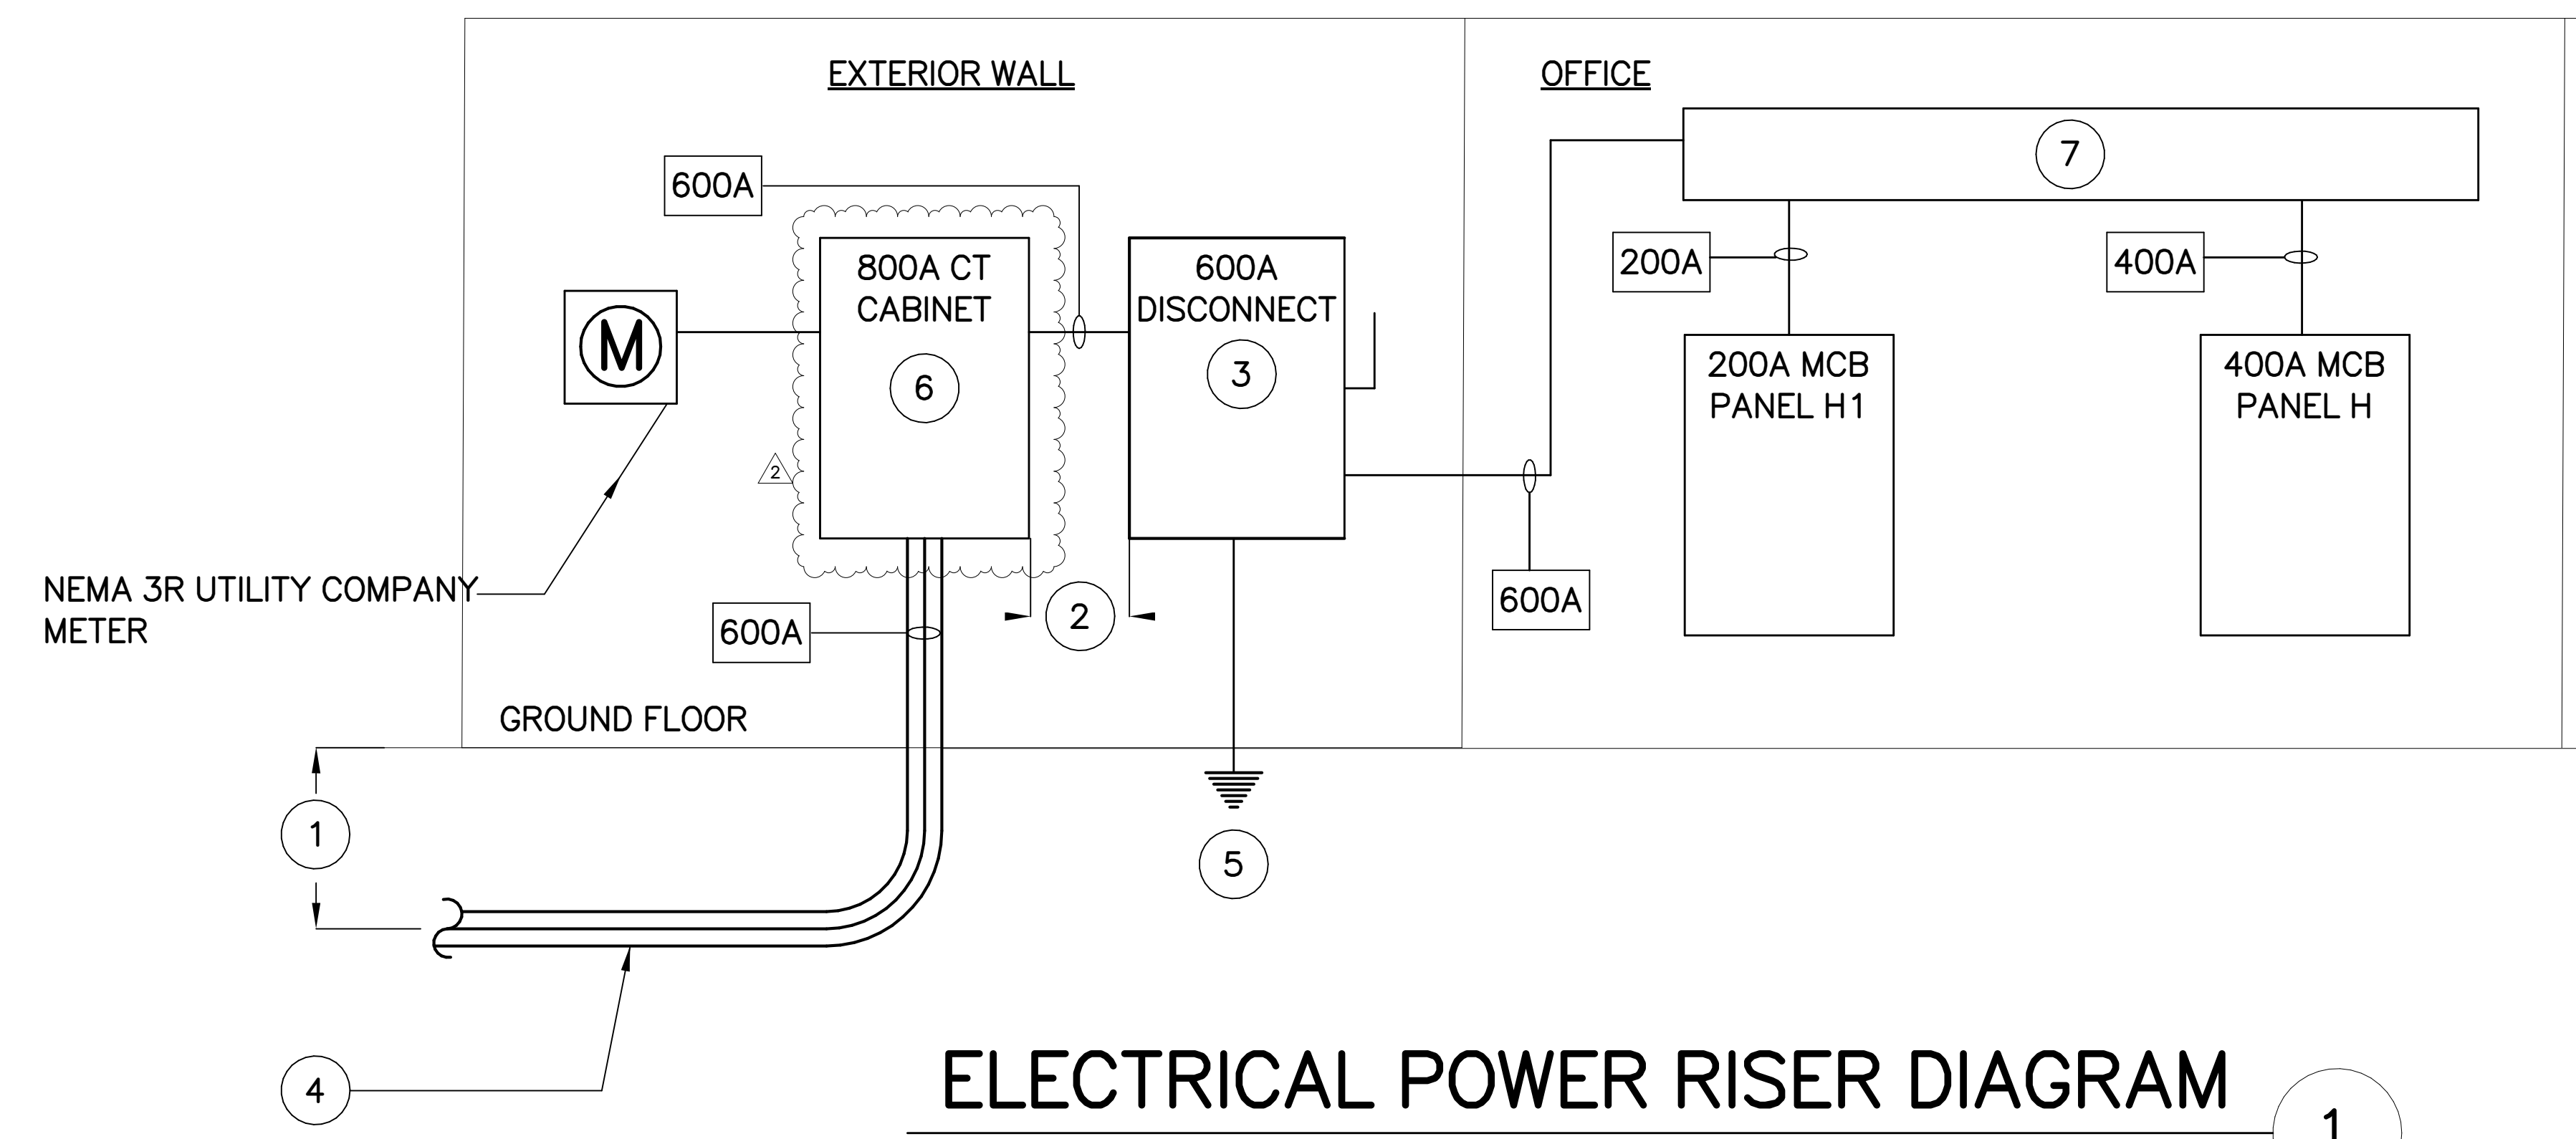 EXTERIOR WALL
OFFICE
7
600A
800A CT
CABINET
6
600A
DISCONNECT
3
200A
400A
M
200A MCB
PANEL H1
400A MCB
PANEL H
2
NEMA 3R UTILITY COMPANY
METER
600A
2
600A
GROUND FLOOR
1
5
4
ELECTRICAL POWER RISER DIAGRAM
1